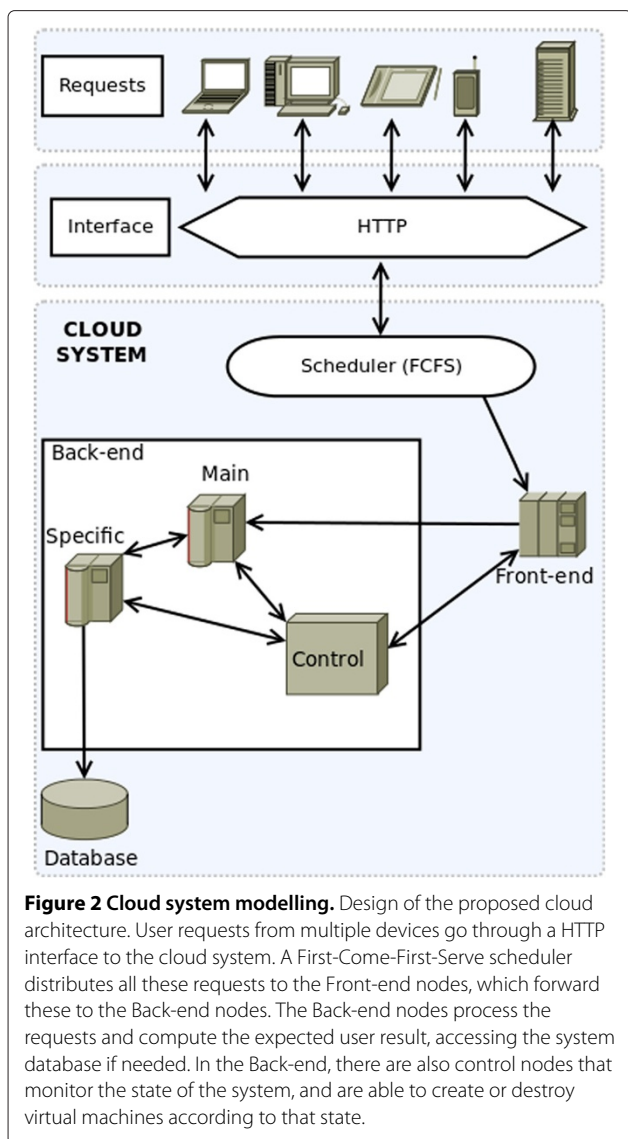 Requests
Interface
HTTP
CLOUD
SYSTEM
Scheduler (FCFS)
Back-end
Main
Specific
Front-end
Control
Database
Figure 2 Cloud system modelling. Design of the proposed cloud
architecture. User requests from multiple devices go through a HTTP
interface to the cloud system. A First-Come-First-Serve scheduler
distributes all these requests to the Front-end nodes, which forward
these to the Back-end nodes. The Back-end nodes process the
requests and compute the expected user result, accessing the system
database if needed. In the Back-end, there are also control nodes that
monitor the state of the system, and are able to create or destroy
virtual machines according to that state.